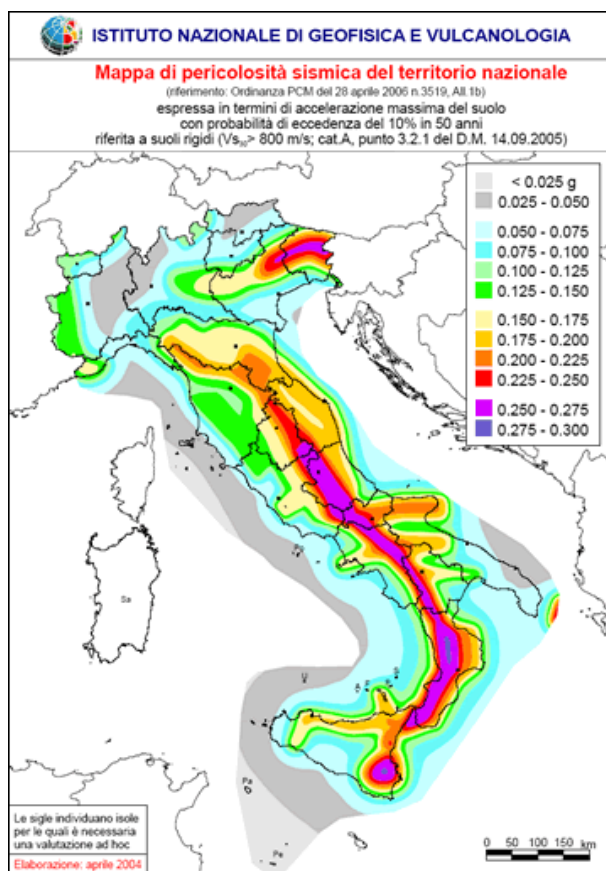 ISTITUTO NAZIONALE DI GEOFISICA E VULCANOLOGIA
Mappa di pericolosità sismica del territorio nazionale
(riferimento: Ordinanza PCM del 28 aprile 2006 n.3519, All.1b)
espressa in termini di accelerazione massima del suolo
con probabilità di eccedenza del 10% in 50 anni
riferita a suoli rigidi (Vs₃₀> 800 m/s; cat.A, punto 3.2.1 del D.M. 14.09.2005)
< 0.025 g
0.025 - 0.050
0.050 - 0.075
0.075 - 0.100
0.100 - 0.125
0.125 - 0.150
0.150 - 0.175
0.175 - 0.200
0.200 - 0.225
0.225 - 0.250
0.250 - 0.275
0.275 - 0.300
Sa
U
Pa
Pe
Le sigle individuano isole
per le quali è necessaria
una valutazione ad hoc
Elaborazione: aprile 2004
0 50 100 150 km